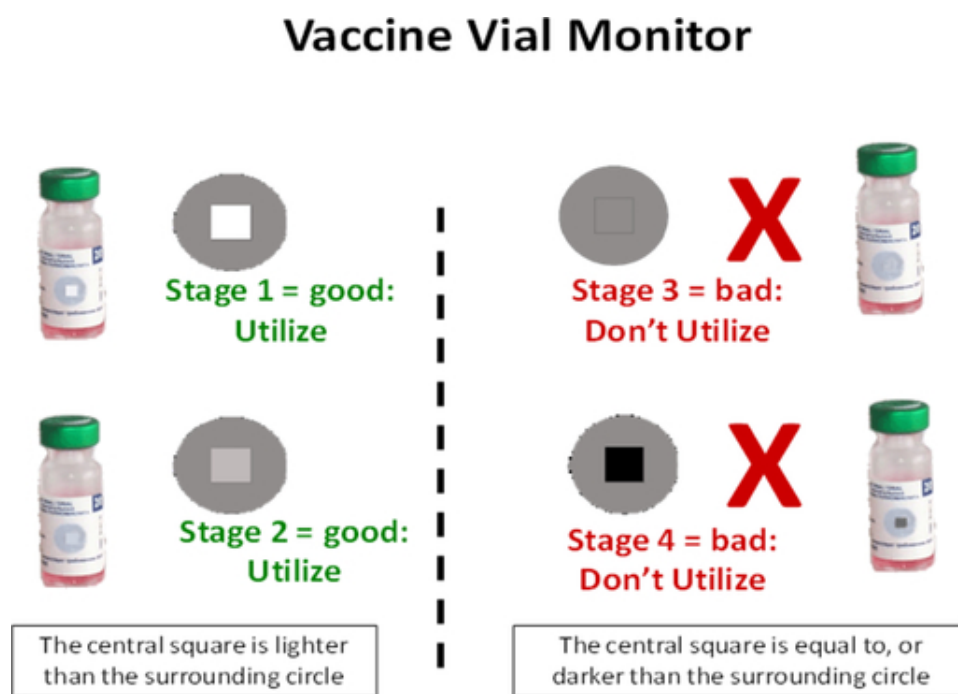 Vaccine Vial Monitor
Stage 1 = good:
Utilize
Stage 2 = good:
Utilize
The central square is lighter
than the surrounding circle
Stage 3 = bad:
Don’t Utilize
Stage 4 = bad:
Don’t Utilize
The central square is equal to, or
darker than the surrounding circle